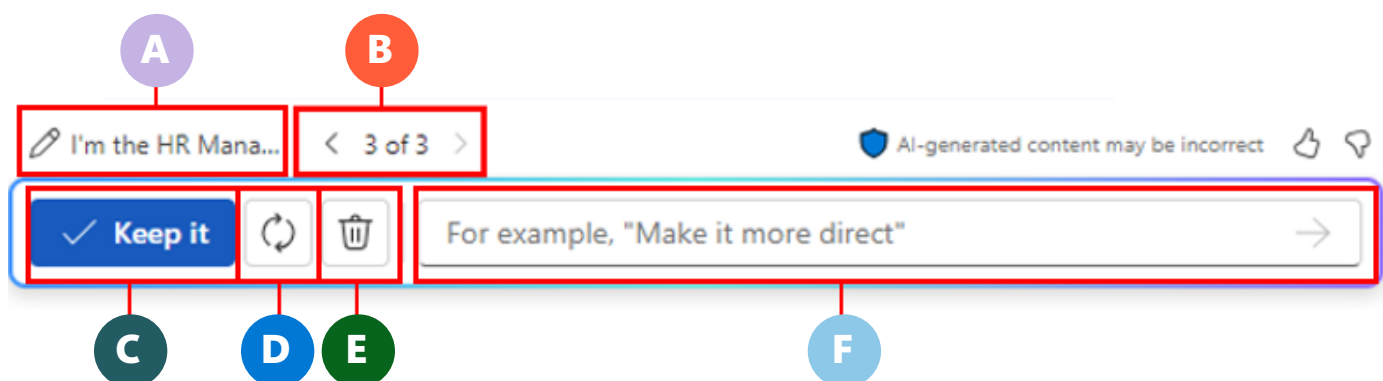 A B
I'm the HR Mana... 3 of 3 AI-generated content may be incorrect
Keep it For example, "Make it more direct"
C D E F